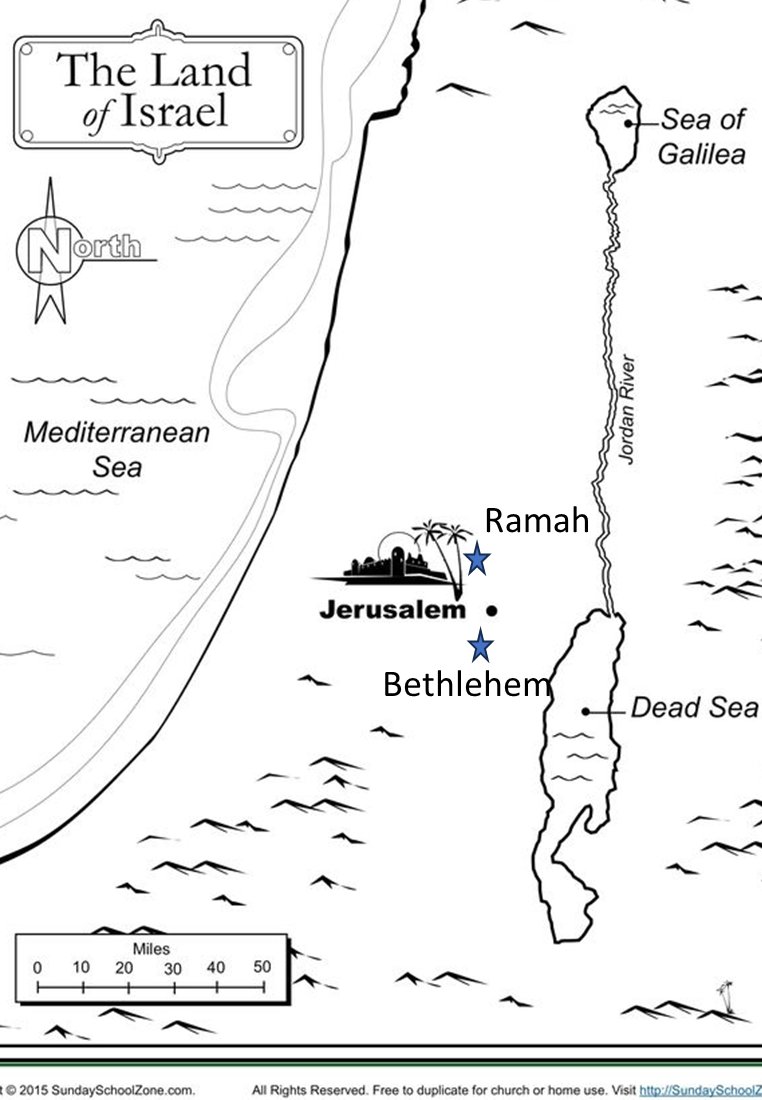 The Land
of Israel
Sea of
Galilea
North
Jordan River
Mediterranean
Sea
Ramah
Jerusalem
Bethlehem
Dead Sea
Miles
0 10 20 30 40 50
© 2015 SundaySchoolZone.com. All Rights Reserved. Free to duplicate for church or home use. Visit http://SundaySchoolZ